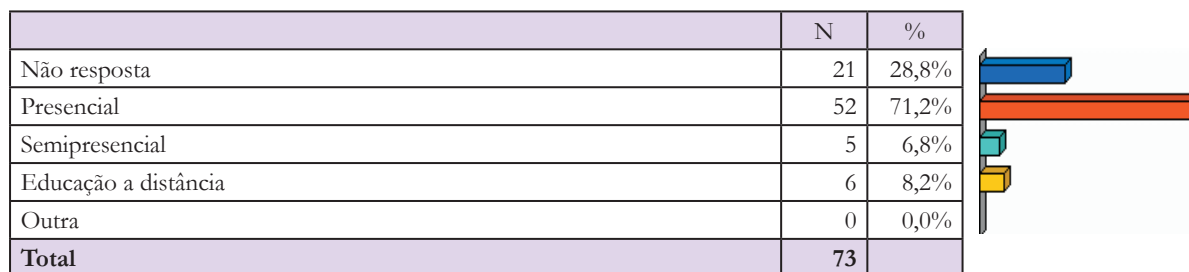 N %
Não resposta 21 28,8%
Presencial 52 71,2%
Semipresencial 5 6,8%
Educação a distância 6 8,2%
Outra 0 0,0%
Total 73